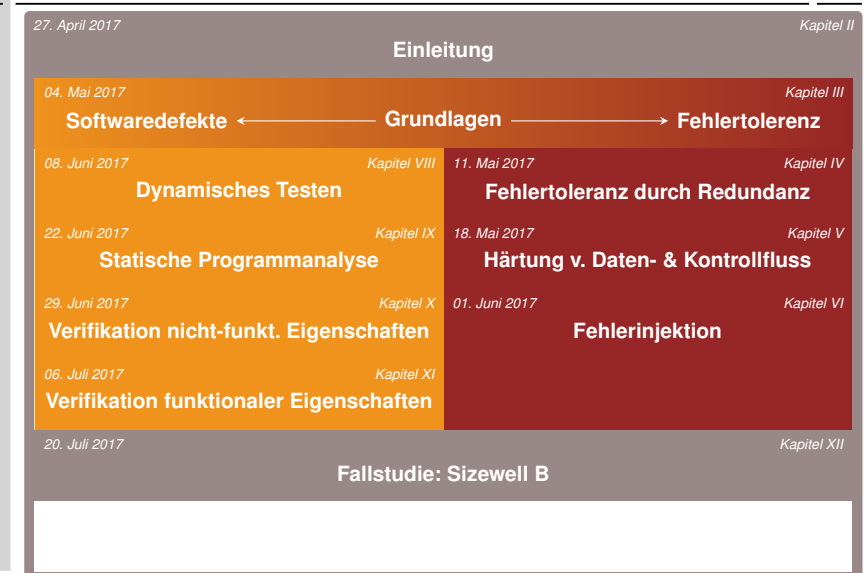 27. April 2017 Kapitel II
Einleitung
04. Mai 2017 Kapitel III
Softwaredefekte Grundlagen Fehlertolerenz
08. Juni 2017 Kapitel VIII
Dynamisches Testen
22. Juni 2017 Kapitel IX
Statische Programmanalyse
29. Juni 2017 Kapitel X
Verifikation nicht-funkt. Eigenschaften
06. Juli 2017 Kapitel XI
Verifikation funktionaler Eigenschaften
11. Mai 2017 Kapitel IV
Fehlertoleranz durch Redundanz
18. Mai 2017 Kapitel V
Härtung v. Daten- & Kontrollfluss
01. Juni 2017 Kapitel VI
Fehlerinjektion
20. Juli 2017 Kapitel XII
Fallstudie: Sizewell B